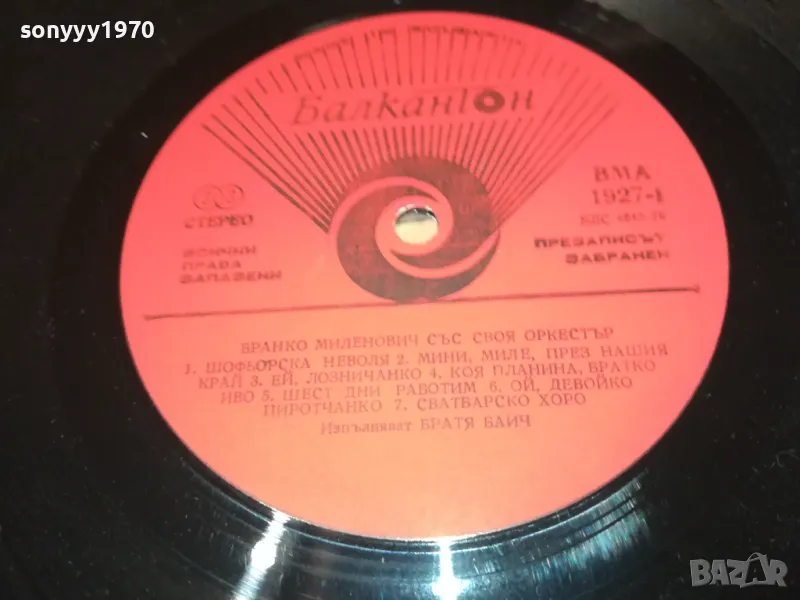 sonyyy1970
Балкантон
СТЕРЕО
ВСИЧКИ
ПРАВА
ЗАПАЗЕНИ
ВМА
1927-1
ПРЕЗАПИСЪТ
ЗАБРАНЕН
БРАНКО МИЛЕНОВИЧ СЪС СВОЯ ОРКЕСТЪР
1. ШОФЬОРСКА НЕВОЛЯ 2. МИНИ, МИЛЕ, ПРЕЗ НАШИЯ
КРАЙ 3. ЕЙ, ЛОЗНИЧАНКО 4. КОЯ ПЛАНИНА, БРАТКО
ИВО 5. ШЕСТ ДНИ РАБОТИМ 6. ОЙ, ДЕВОЙКО
ПИРОТЧАНКО 7. СВАТБАРСКО ХОРО
Изпълняват БРАТЯ БАИЧ
BAZAR